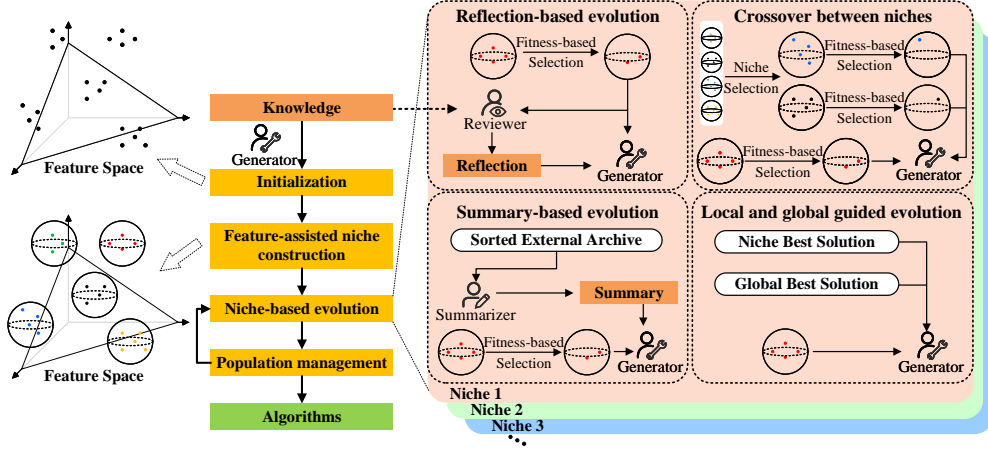 Feature Space
Feature Space
Knowledge
Generator
Initialization
Feature-assisted niche
construction
Niche-based evolution
Population management
Algorithms
Reflection-based evolution
Fitness-based
Selection
Reviewer
Reflection
Generator
Crossover between niches
Niche
Selection
Fitness-based
Selection
Fitness-based
Selection
Fitness-based
Selection
Generator
Summary-based evolution
Sorted External Archive
Summarizer
Summary
Fitness-based
Selection
Generator
Local and global guided evolution
Niche Best Solution
Global Best Solution
Generator
Niche 1
Niche 2
Niche 3